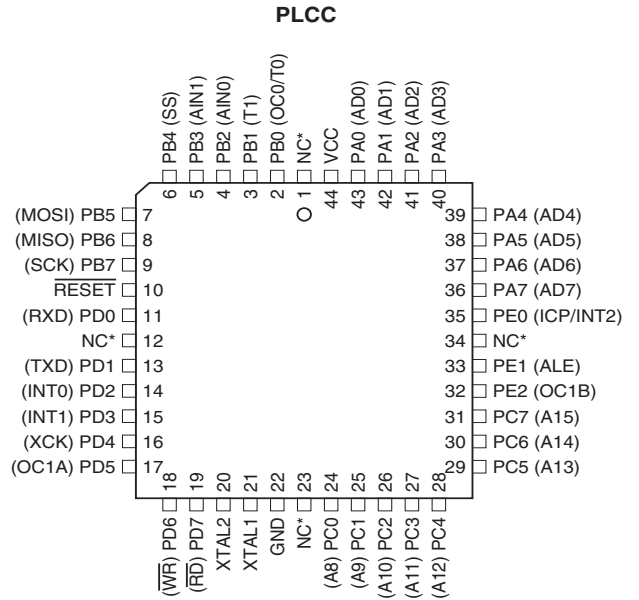 PLCC
PB4 (SS)
PB3 (AIN1)
PB2 (AIN0)
PB1 (T1)
PB0 (OC0/T0)
NC*
VCC
PA0 (AD0)
PA1 (AD1)
PA2 (AD2)
PA3 (AD3)
6
5
4
3
2
1
44
43
42
41
40
(MOSI) PB5 7
(MISO) PB6 8
(SCK) PB7 9
RESET 10
(RXD) PD0 11
NC* 12
(TXD) PD1 13
(INT0) PD2 14
(INT1) PD3 15
(XCK) PD4 16
(OC1A) PD5 17
39 PA4 (AD4)
38 PA5 (AD5)
37 PA6 (AD6)
36 PA7 (AD7)
35 PE0 (ICP/INT2)
34 NC*
33 PE1 (ALE)
32 PE2 (OC1B)
31 PC7 (A15)
30 PC6 (A14)
29 PC5 (A13)
18
19
20
21
22
23
24
25
26
27
28
(WR) PD6
(RD) PD7
XTAL2
XTAL1
GND
NC*
(A8) PC0
(A9) PC1
(A10) PC2
(A11) PC3
(A12) PC4